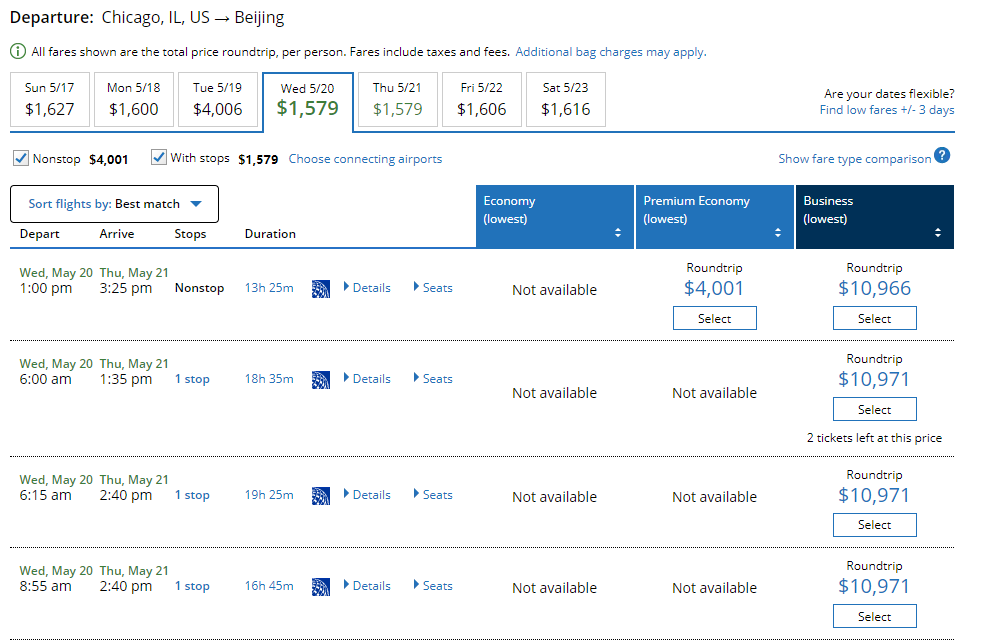 Departure: Chicago, IL, US → Beijing
All fares shown are the total price roundtrip, per person. Fares include taxes and fees. Additional bag charges may apply.
Sun 5/17 Mon 5/18 Tue 5/19 Wed 5/20 Thu 5/21 Fri 5/22 Sat 5/23
$1,627 $1,600 $4,006 $1,579 $1,579 $1,606 $1,616
Are your dates flexible?
Find low fares +/- 3 days
Nonstop $4,001 With stops $1,579 Choose connecting airports Show fare type comparison ?
Sort flights by: Best match
Economy Premium Economy Business
(lowest) (lowest) (lowest)
Depart Arrive Stops Duration
Wed, May 20 Thu, May 21 Roundtrip Roundtrip
1:00 pm 3:25 pm Nonstop 13h 25m Details Seats Not available $4,001 $10,966
Select Select
Wed, May 20 Thu, May 21 Roundtrip
6:00 am 1:35 pm 1 stop 18h 35m Details Seats Not available Not available $10,971
Select
2 tickets left at this price
Wed, May 20 Thu, May 21 Roundtrip
6:15 am 2:40 pm 1 stop 19h 25m Details Seats Not available Not available $10,971
Select
Wed, May 20 Thu, May 21 Roundtrip
8:55 am 2:40 pm 1 stop 16h 45m Details Seats Not available Not available $10,971
Select